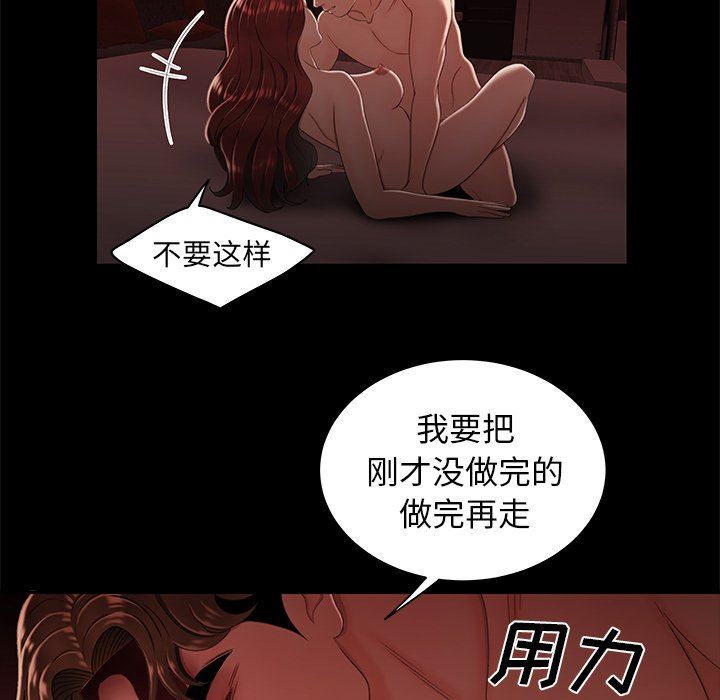 不要这样
我要把
刚才没做完的
做完再走
用力